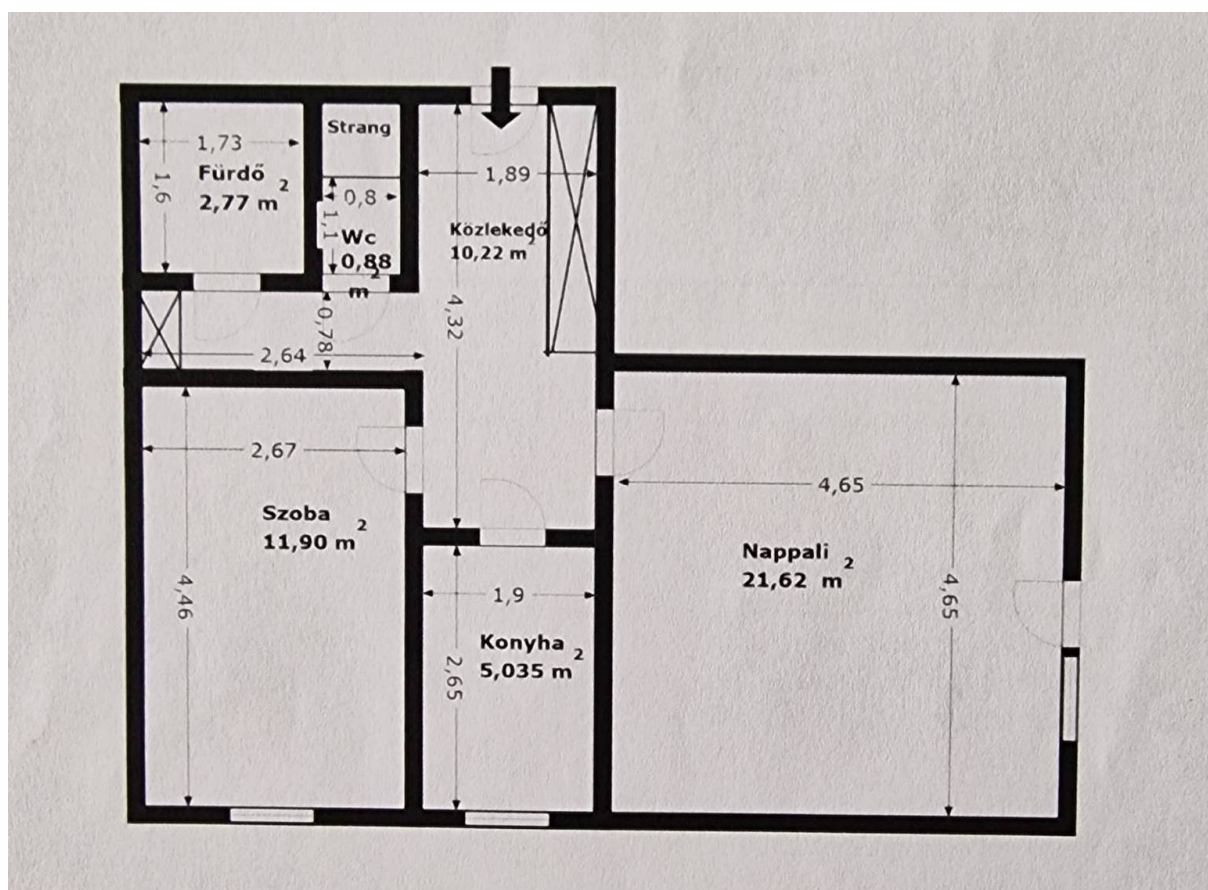 Strang
1,73
Fürdő
2,77 m²
1,6
0,8
1,1
Wc
0,88
m²
1,89
Közlekedő
10,22 m²
4,32
0,78
2,64
2,67
Szoba
11,90 m²
4,46
1,9
Konyha
5,035 m²
2,65
4,65
Nappali
21,62 m²
4,65